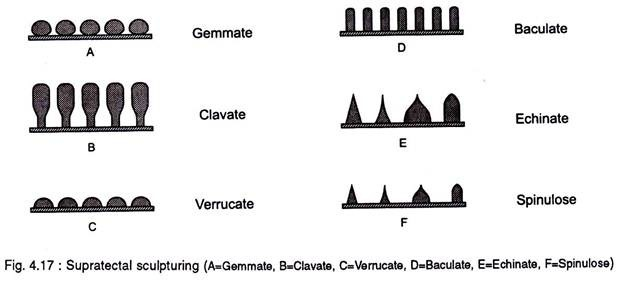 Gemmate
A
Clavate
B
Verrucate
C
Baculate
D
Echinate
E
Spinulose
F
Fig. 4.17 : Supratectal sculpturing (A=Gemmate, B=Clavate, C=Verrucate, D=Baculate, E=Echinate, F=Spinulose)